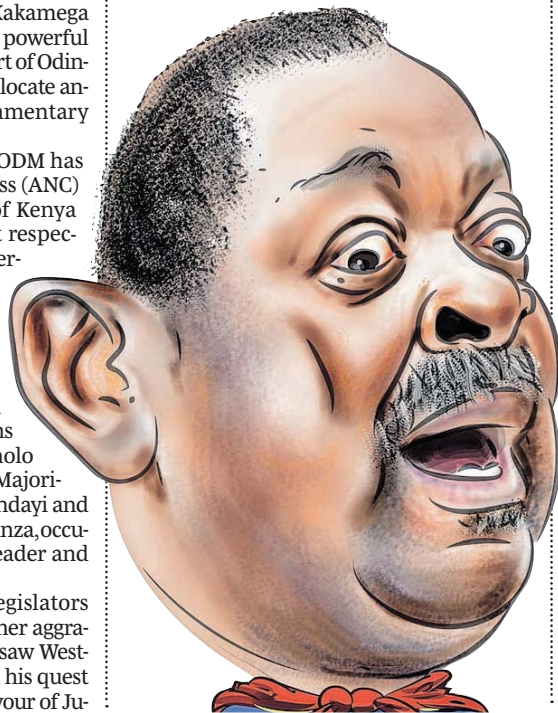 Kakamega
powerful
rt of Odin-
locate an-
amentary
ODM has
ss (ANC)
of Kenya
t respec-
er-
ns
holo
Majori-
ndayi and
nza, occu-
eader and
egislators
her aggra-
saw West-
his quest
vour of Ju-